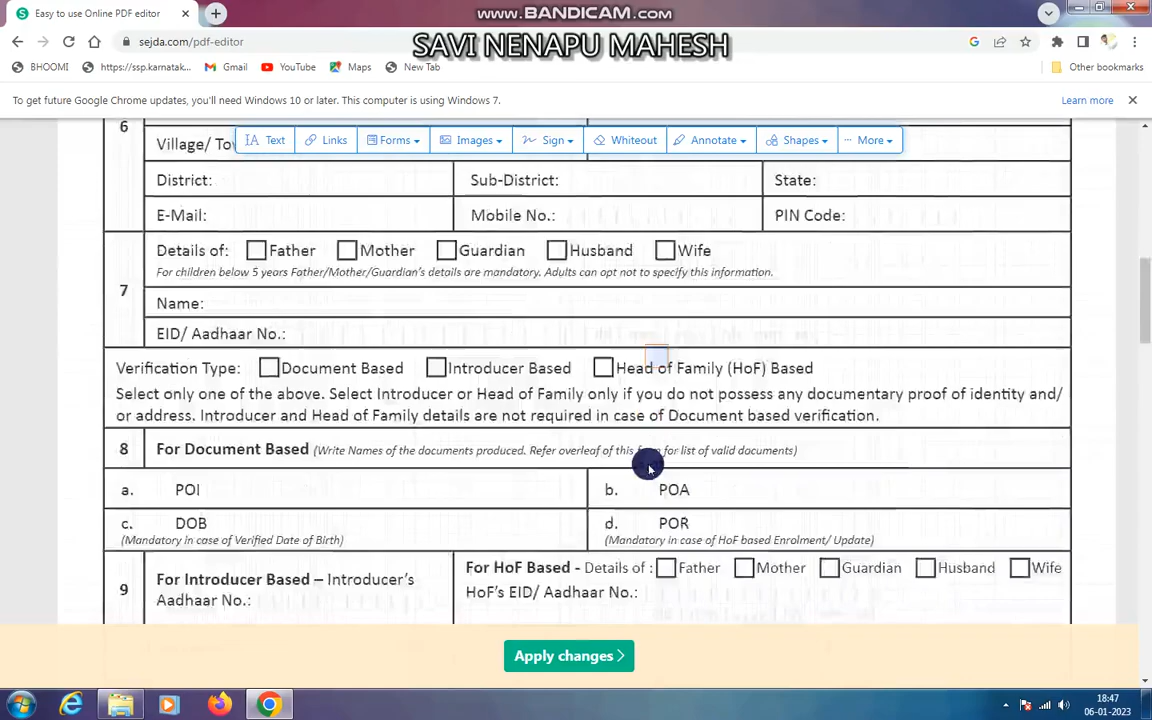 Easy to use Online PDF editor
www.BANDICAM.com
sejda.com/pdf-editor
SAVI NENAPU MAHESH
BHOOMI
https://ssp.karnatak...
Gmail
YouTube
Maps
New Tab
Other bookmarks
To get future Google Chrome updates, you'll need Windows 10 or later. This computer is using Windows 7.
Learn more
Text Links Forms Images Sign Whiteout Annotate Shapes More
6
Village/ To
District: Sub-District: State:
E-Mail: Mobile No.: PIN Code:
7
Details of: Father Mother Guardian Husband Wife
For children below 5 years Father/Mother/Guardian's details are mandatory. Adults can opt not to specify this information.
Name:
EID/ Aadhaar No.:
Verification Type: Document Based Introducer Based Head of Family (HoF) Based
Select only one of the above. Select Introducer or Head of Family only if you do not possess any documentary proof of identity and/
or address. Introducer and Head of Family details are not required in case of Document based verification.
8 For Document Based (Write Names of the documents produced. Refer overleaf of this form for list of valid documents)
a. POI b. POA
c. DOB d. POR
(Mandatory in case of Verified Date of Birth) (Mandatory in case of HoF based Enrolment/ Update)
9
For Introducer Based – Introducer's
Aadhaar No.:
For HoF Based - Details of : Father Mother Guardian Husband Wife
HoF's EID/ Aadhaar No.:
Apply changes
18:47
06-01-2023